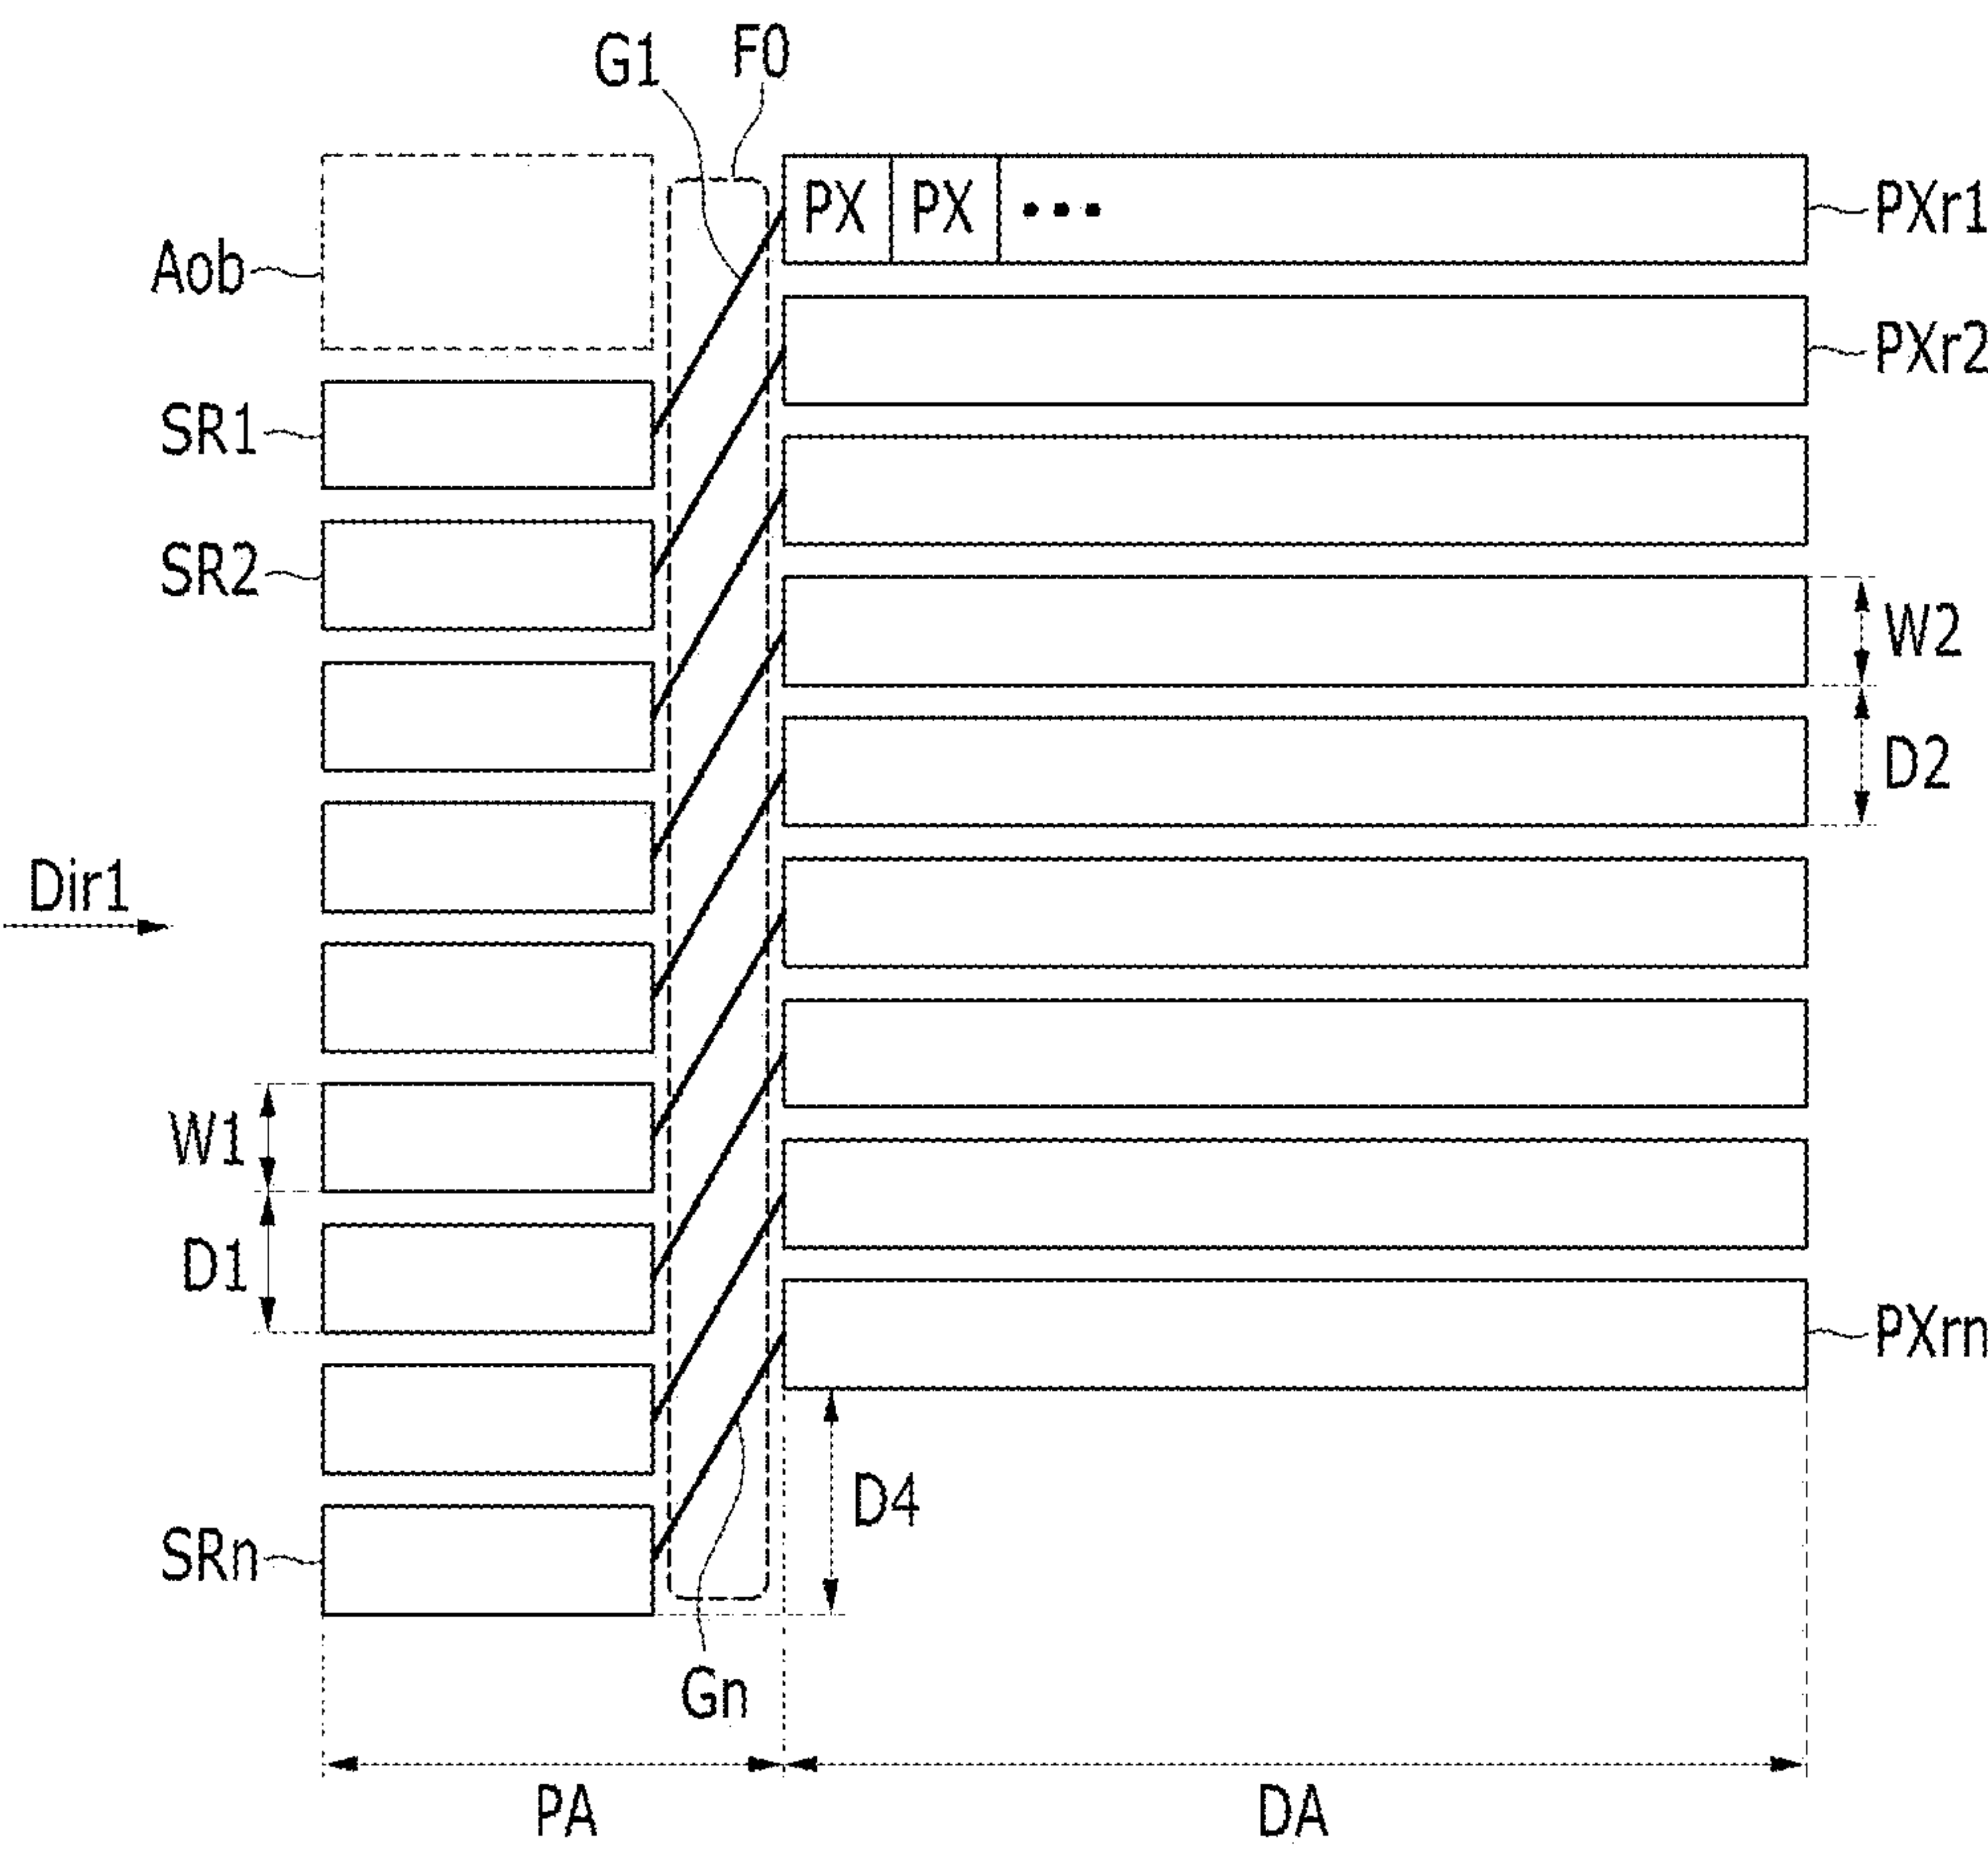 G1
F0
PX PX •••
PXr1
Aob
PXr2
SR1
SR2
W2
D2
Dir1
W1
D1
PXrn
D4
SRn
Gn
PA
DA